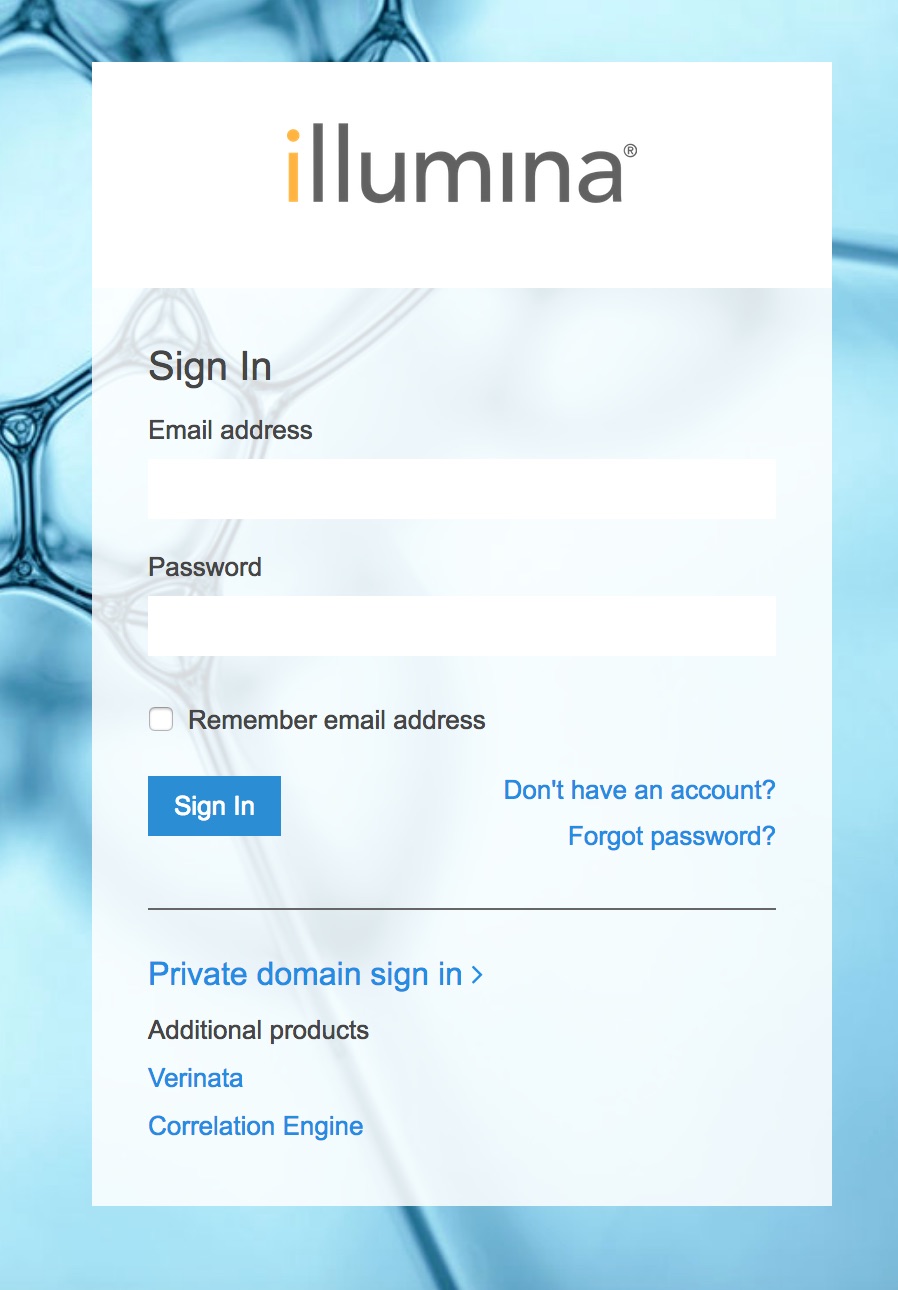 illumina®
Sign In
Email address
Password
Remember email address
Sign In
Don't have an account?
Forgot password?
Private domain sign in >
Additional products
Verinata
Correlation Engine